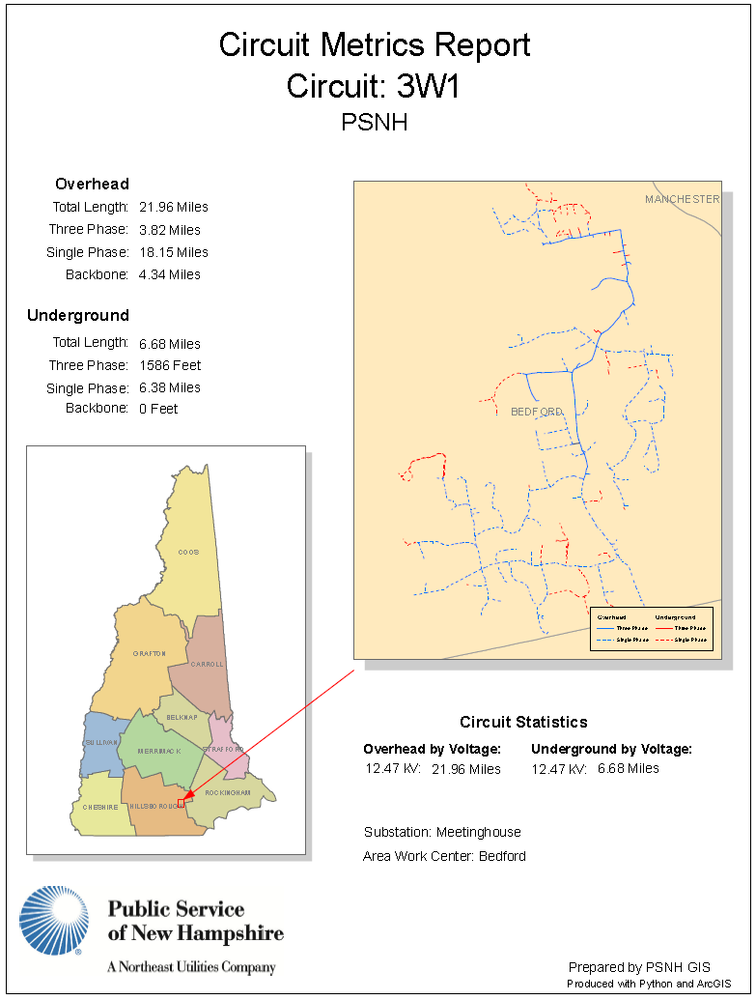 Circuit Metrics Report
Circuit: 3W1
PSNH
Overhead
Total Length: 21.96 Miles
Three Phase: 3.82 Miles
Single Phase: 18.15 Miles
Backbone: 4.34 Miles
Underground
Total Length: 6.68 Miles
Three Phase: 1586 Feet
Single Phase: 6.38 Miles
Backbone: 0 Feet
MANCHESTER
BEDFORD
Overhead Underground
Three Phase Three Phase
Single Phase Single Phase
COOS
GRAFTON
CARROLL
BELKNAP
SULLIVAN
MERRIMACK
STRAFFORD
ROCKINGHAM
CHESHIRE
HILLSBOROUGH
Circuit Statistics
Overhead by Voltage: Underground by Voltage:
12.47 kV: 21.96 Miles 12.47 kV: 6.68 Miles
Substation: Meetinghouse
Area Work Center: Bedford
Public Service
of New Hampshire
A Northeast Utilities Company
Prepared by PSNH GIS
Produced with Python and ArcGIS